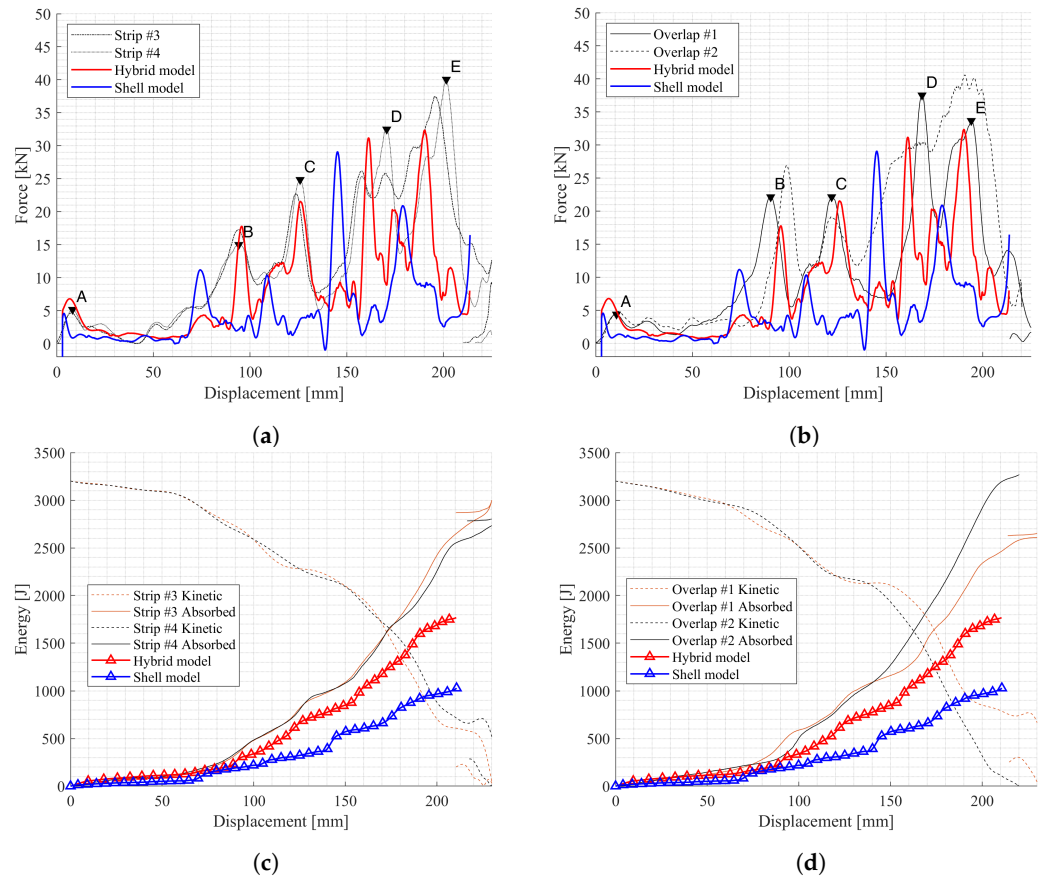 50
45
40
35
30
25
20
15
10
5
0
Force [kN]
0 50 100 150 200
Displacement [mm]
Strip #3
Strip #4
Hybrid model
Shell model
A
B
C
D
E
(a)
50
45
40
35
30
25
20
15
10
5
0
Force [kN]
0 50 100 150 200
Displacement [mm]
Overlap #1
Overlap #2
Hybrid model
Shell model
A
B
C
D
E
(b)
3500
3000
2500
2000
1500
1000
500
0
Energy [J]
0 50 100 150 200
Displacement [mm]
Strip #3 Kinetic
Strip #3 Absorbed
Strip #4 Kinetic
Strip #4 Absorbed
Hybrid model
Shell model
(c)
3500
3000
2500
2000
1500
1000
500
0
Energy [J]
0 50 100 150 200
Displacement [mm]
Overlap #1 Kinetic
Overlap #1 Absorbed
Overlap #2 Kinetic
Overlap #2 Absorbed
Hybrid model
Shell model
(d)